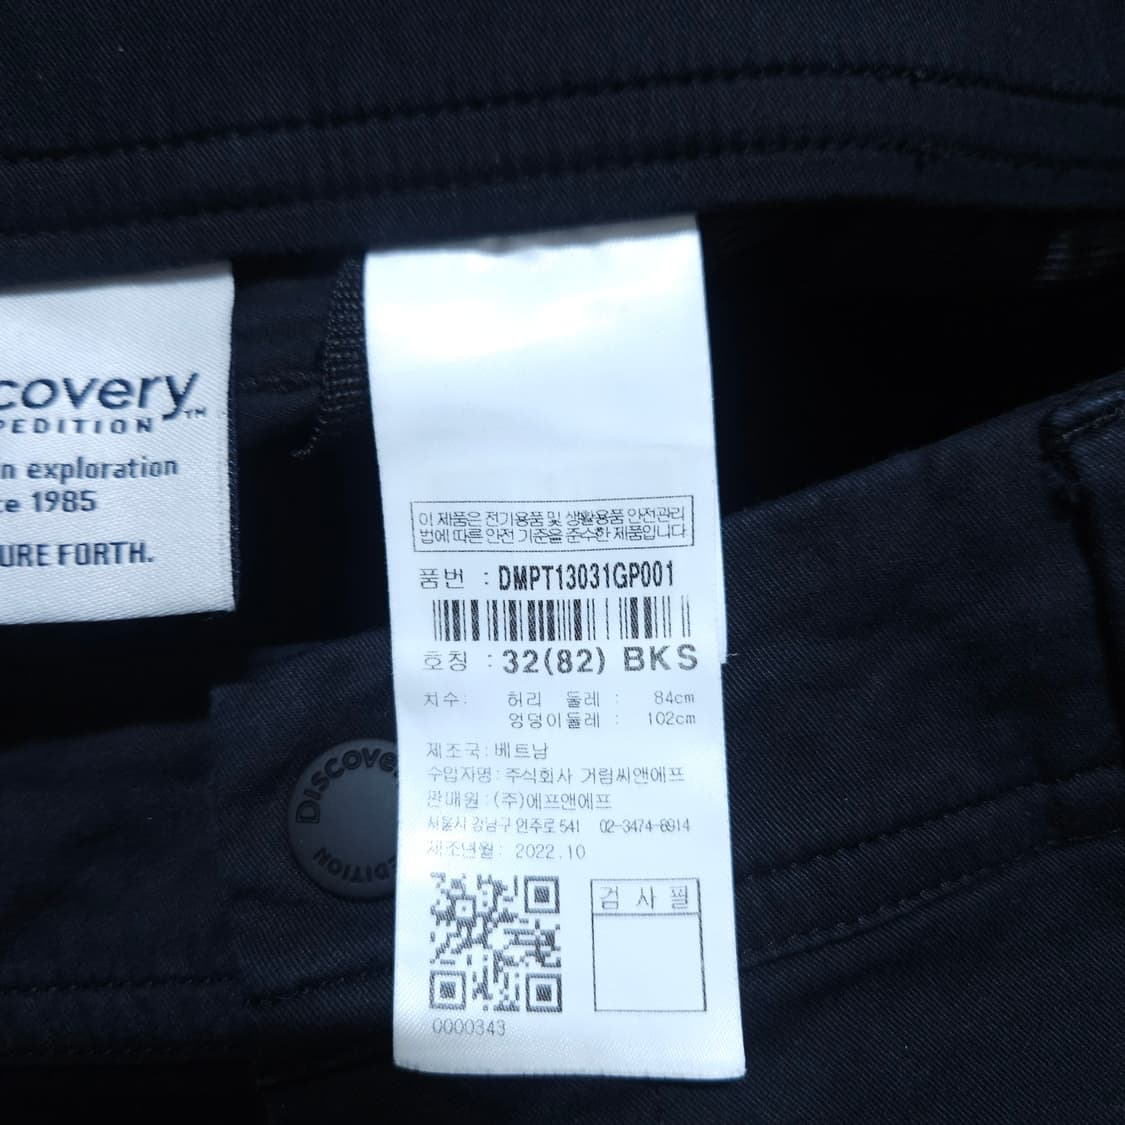 covery™
PEDITION
n exploration
ce 1985
URE FORTH.
이 제품은 전기용품 및 생활용품 안전관리
법에 따른 안전 기준을 준수한 제품입니다
품번 : DMPT13031GP001
호칭 : 32(82) BKS
치수: 허리 둘레 : 84cm
엉덩이둘레 : 102cm
제조국: 베트남
수입자명: 주식회사 거림씨앤에프
판매원:(주)에프앤에프
서울시 강남구 언주로 541 02-3474-8914
제조년월: 2022.10
검 사 필
0000343
DISCOVE
EDITION